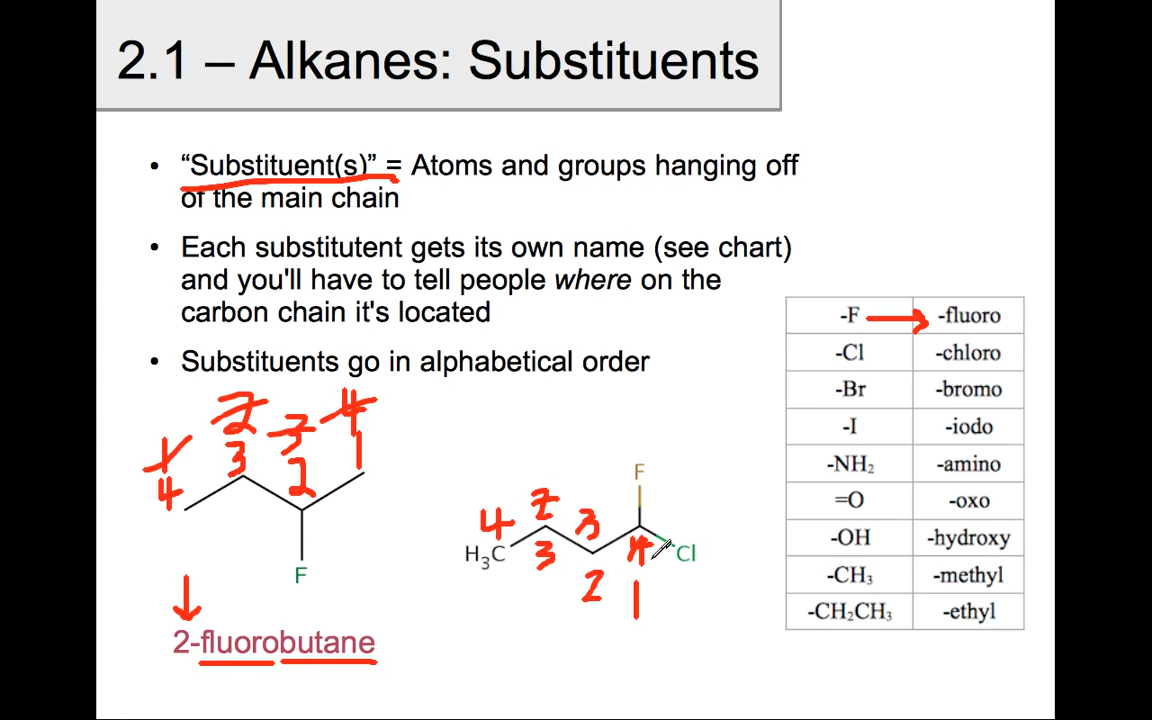 2.1 – Alkanes: Substituents
• “Substituent(s)” = Atoms and groups hanging off
of the main chain
• Each substitutent gets its own name (see chart)
and you'll have to tell people where on the
carbon chain it's located
• Substituents go in alphabetical order
-F -fluoro
-Cl -chloro
-Br -bromo
-I -iodo
-NH₂ -amino
=O -oxo
-OH -hydroxy
-CH₃ -methyl
-CH₂CH₃ -ethyl
1 2 3 4
4 3 2 1
F
2-fluorobutane
F
4 2 3 4
H₃C Cl
3 2 1